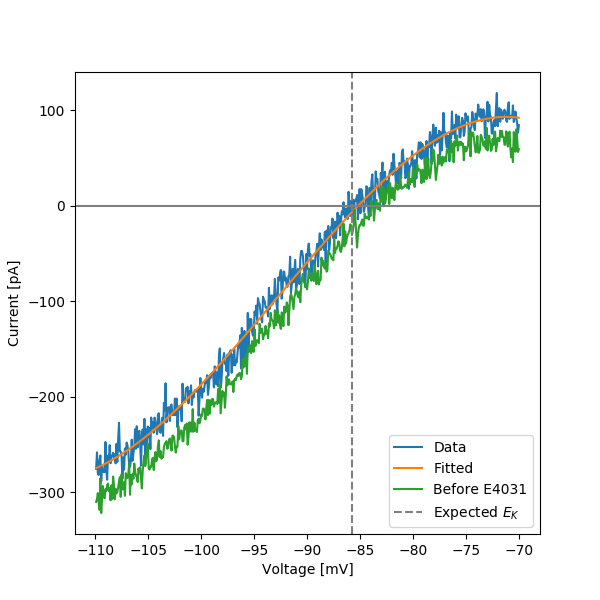 100
0
−100
−200
−300
Current [pA]
Data
Fitted
Before E4031
Expected $E_K$
−110 −105 −100 −95 −90 −85 −80 −75 −70
Voltage [mV]